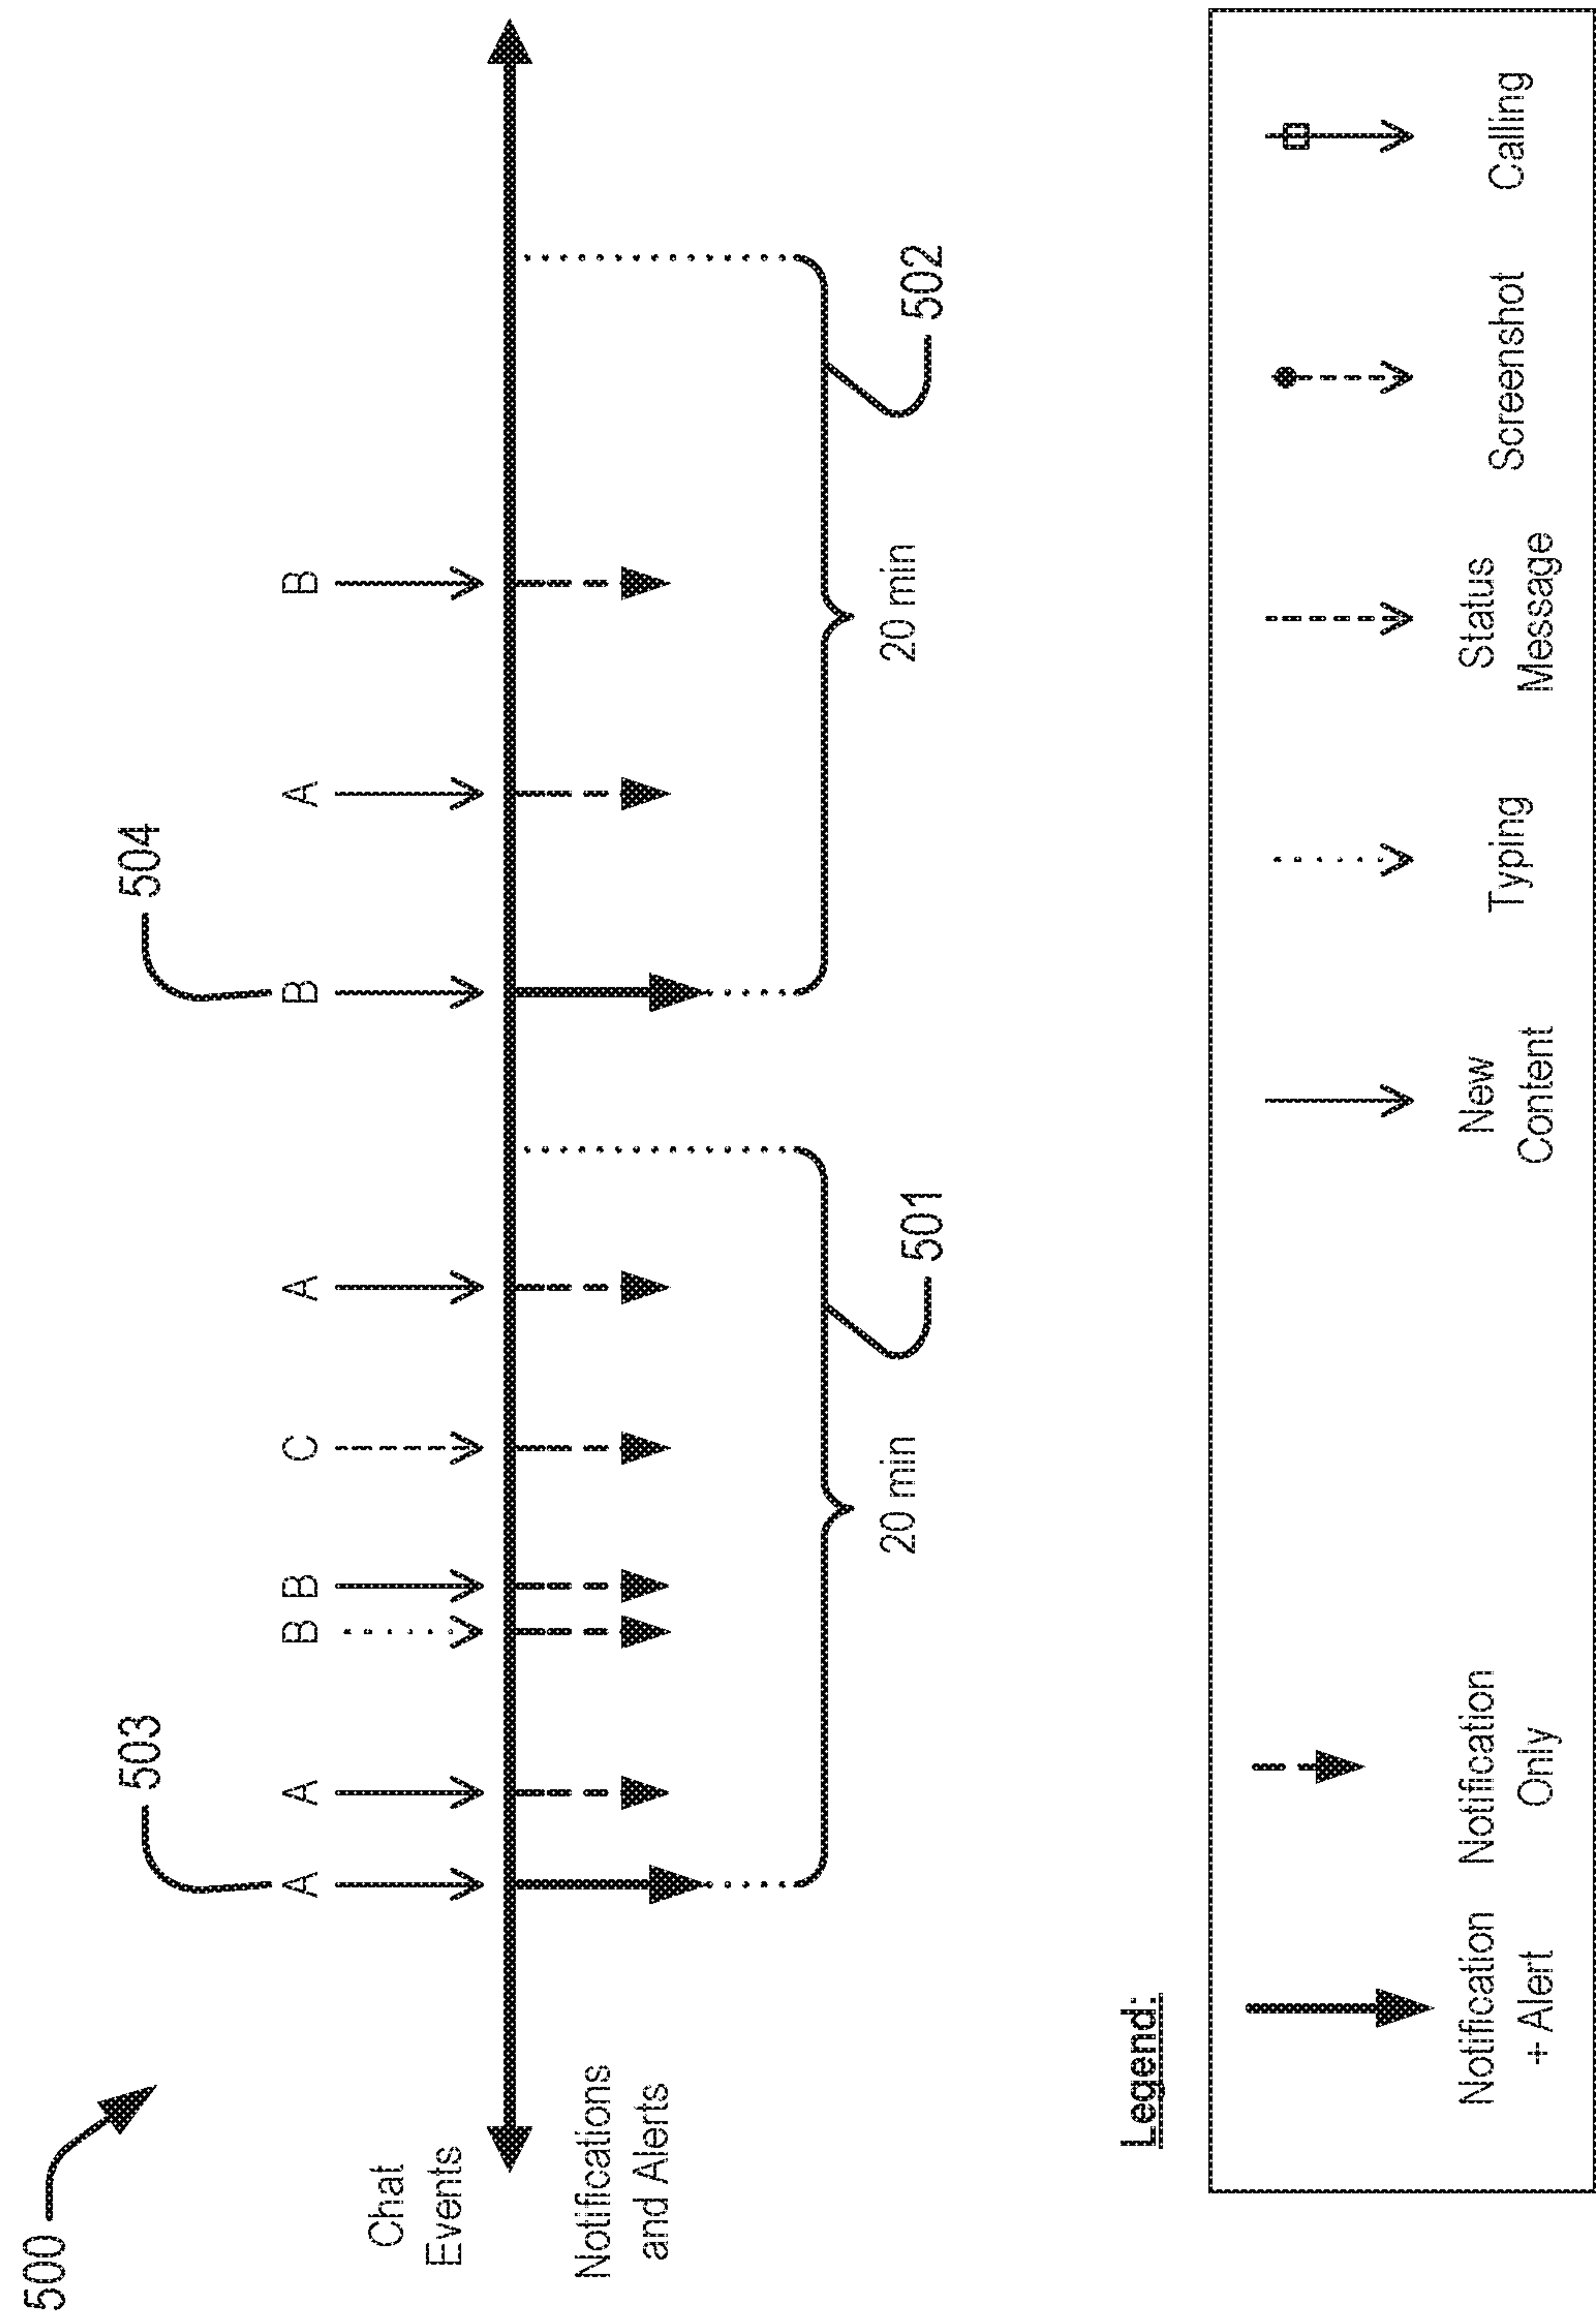 500
503
504
A A B B C A B A B
Chat
Events
Notifications
and Alerts
20 min
20 min
501
502
Legend:
Notification
+ Alert
Notification
Only
New
Content
Typing
Status
Message
Screenshot
Calling